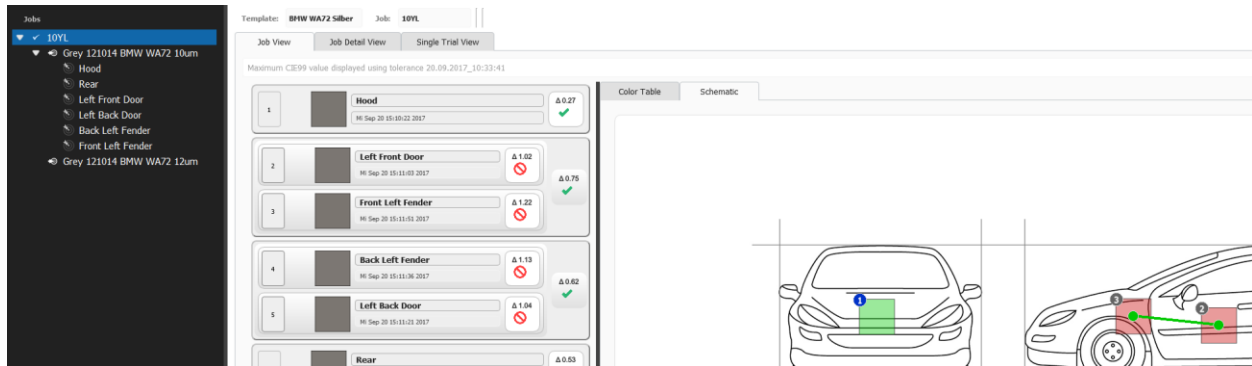 Jobs
10YL
Grey 121014 BMW WA72 10um
Hood
Rear
Left Front Door
Left Back Door
Back Left Fender
Front Left Fender
Grey 121014 BMW WA72 12um
Template: BMW WA72 Silber Job: 10YL
Job View Job Detail View Single Trial View
Maximum CIE99 value displayed using tolerance 20.09.2017_10:33:41
1 Hood Δ 0.27
Mi Sep 20 15:10:22 2017
2 Left Front Door Δ 1.02
Mi Sep 20 15:11:03 2017
Δ 0.75
3 Front Left Fender Δ 1.22
Mi Sep 20 15:11:51 2017
4 Back Left Fender Δ 1.13
Mi Sep 20 15:11:36 2017
Δ 0.62
5 Left Back Door Δ 1.04
Mi Sep 20 15:11:21 2017
Rear Δ 0.53
Color Table Schematic
1
3
2